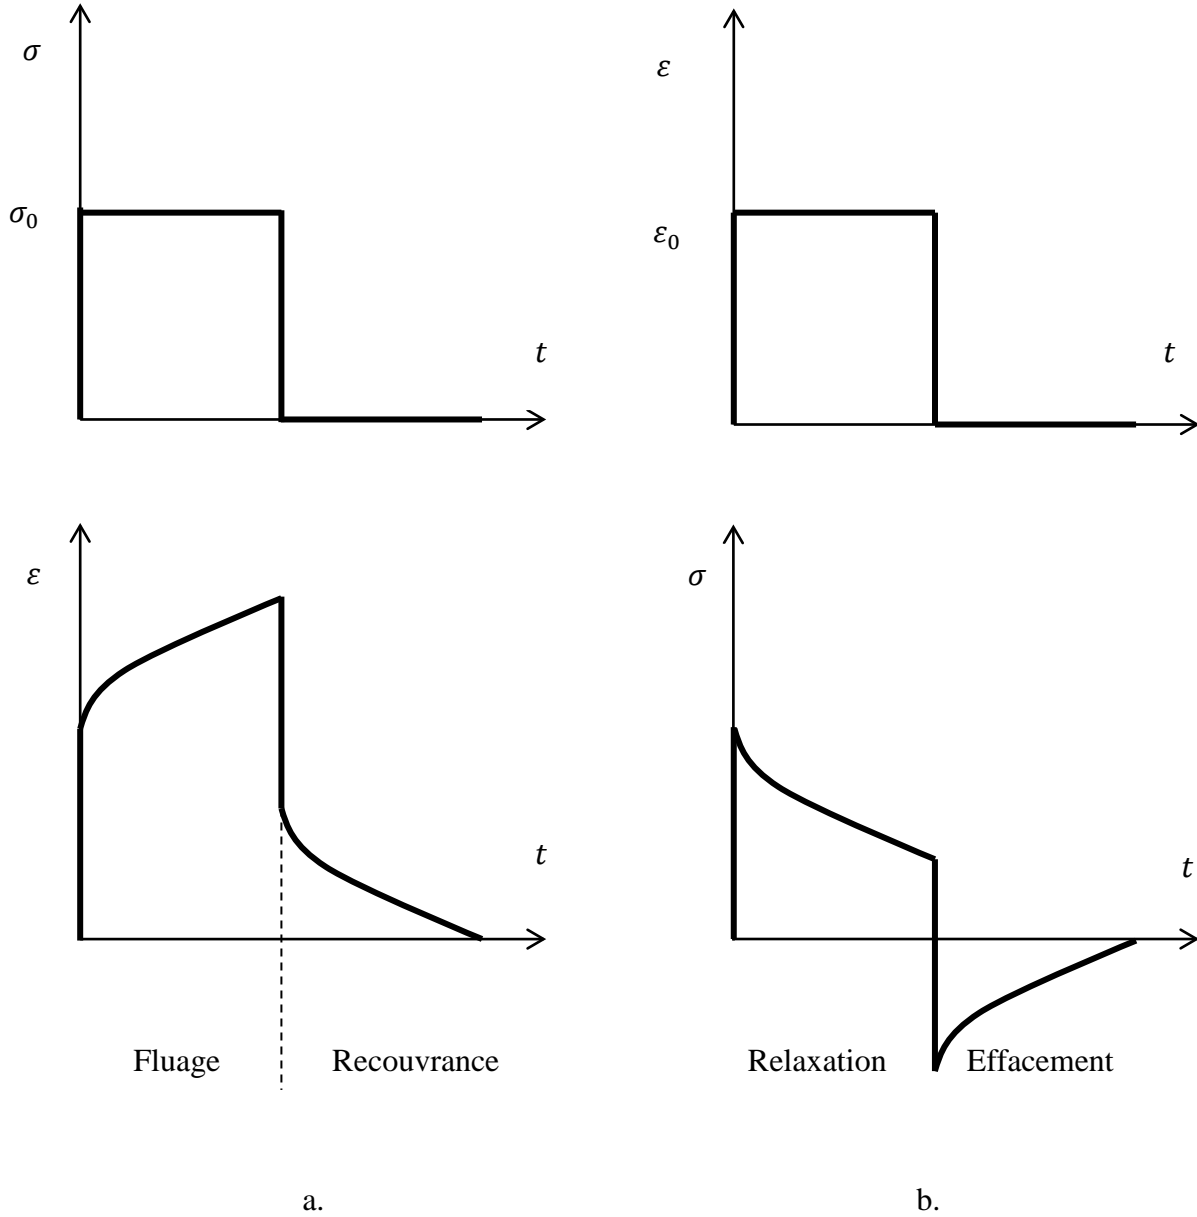 σ
σ₀
t
ε
ε₀
t
ε
t
Fluage
Recouvrance
a.
σ
t
Relaxation
Effacement
b.